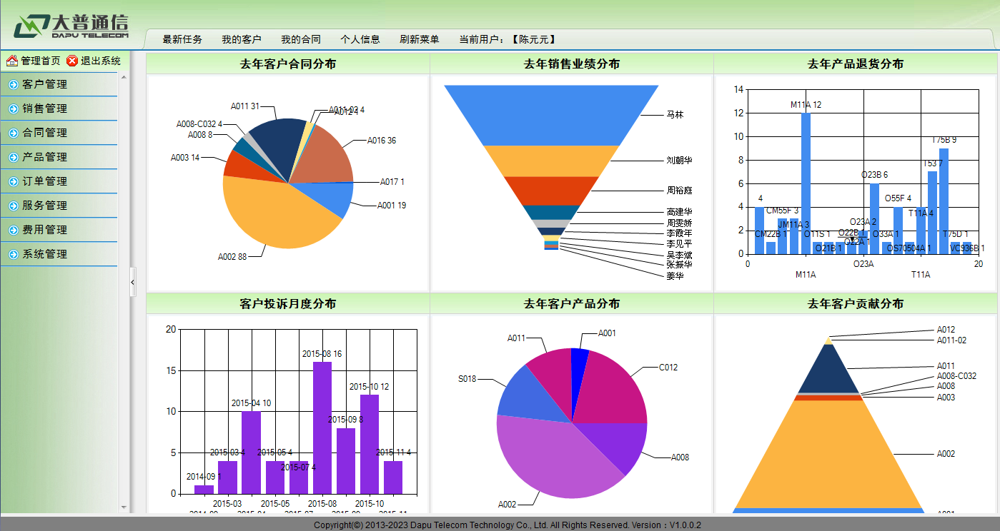 大普通信
DAPU TELECOM
最新任务 我的客户 我的合同 个人信息 刷新菜单 当前用户：【陈元元】
管理首页 退出系统
客户管理
销售管理
合同管理
产品管理
订单管理
服务管理
费用管理
系统管理
去年客户合同分布
A011 31
A011-02 4
A012 1
A008-C032 4
A008 8
A016 36
A003 14
A017 1
A001 19
A002 88
去年销售业绩分布
马林
刘朝华
周裕庭
高建华
周雯娇
李霞年
李见平
吴李斌
张振华
姜华
去年产品退货分布
14
12
10
8
6
4
2
0
M11A 12
T75B 9
T53 7
O23B 6
4
O55F 4
CM55F 3
T11A 4
JM11A 3
O23A 2
CM22B 1
O11S 1
O22B 1
O33A 1
T75D 1
O22A 1
O21B 1
OS70504A 1
VC936B 1
0 O23A 20
M11A T11A
客户投诉月度分布
20
15
10
5
0
2015-08 16
2015-10 12
2015-04 10
2015-09 8
2015-03 4
2015-05 4
2015-11 4
2015-07 4
2014-09 1
2015-03 2015-05 2015-08 2015-10
去年客户产品分布
A001
A011
C012
S018
A008
A002
去年客户贡献分布
A012
A011-02
A011
A008-C032
A008
A003
A002
Copyright(©) 2013-2023 Dapu Telecom Technology Co., Ltd. All Rights Reserved. Version：V1.0.0.2